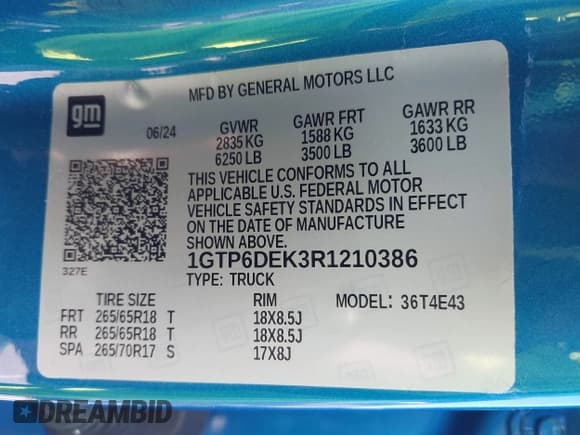 MFD BY GENERAL MOTORS LLC
gm
06/24
GVWR GAWR FRT GAWR RR
2835 KG 1588 KG 1633 KG
6250 LB 3500 LB 3600 LB
THIS VEHICLE CONFORMS TO ALL
APPLICABLE U.S. FEDERAL MOTOR
VEHICLE SAFETY STANDARDS IN EFFECT
ON THE DATE OF MANUFACTURE
SHOWN ABOVE.
327E
1GTP6DEK3R1210386
TYPE: TRUCK
TIRE SIZE RIM MODEL: 36T4E43
FRT 265/65R18 T 18X8.5J
RR 265/65R18 T 18X8.5J
SPA 265/70R17 S 17X8J
DREAMBID